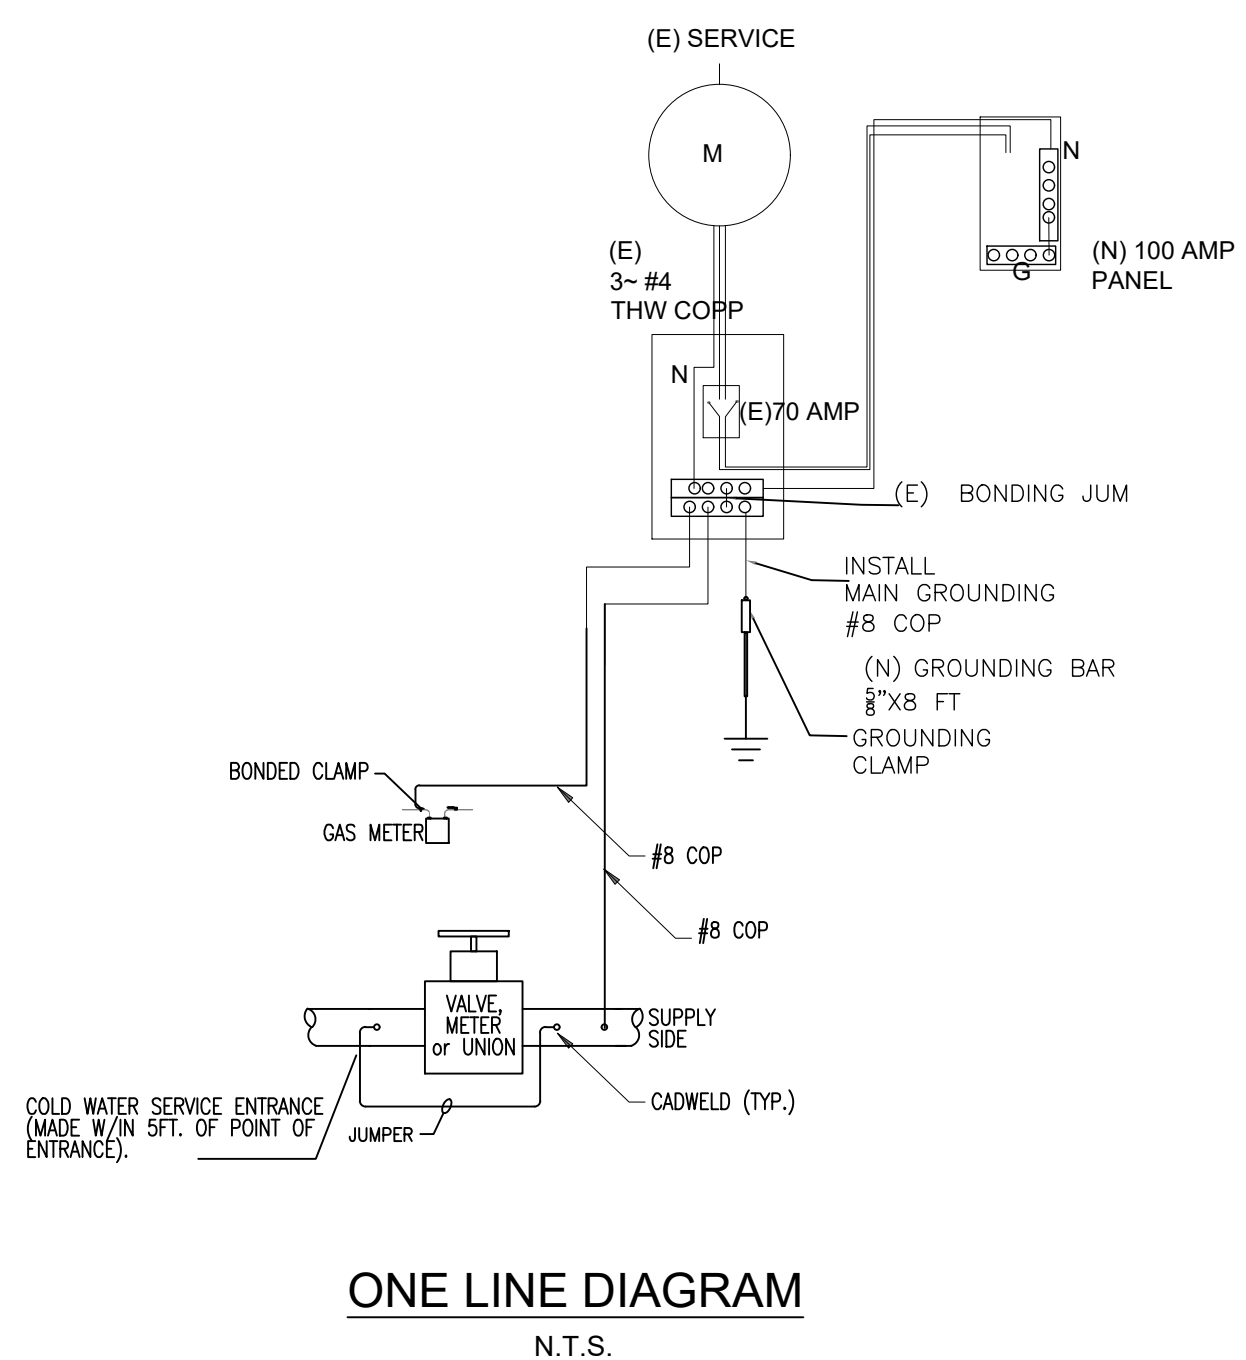 (E) SERVICE
M
N
(N) 100 AMP
PANEL
G
(E)
3~ #4
THW COPP
N
(E)70 AMP
(E) BONDING JUM
INSTALL
MAIN GROUNDING
#8 COP
(N) GROUNDING BAR
5/8"X8 FT
GROUNDING
CLAMP
BONDED CLAMP
GAS METER
#8 COP
#8 COP
VALVE,
METER
or UNION
SUPPLY
SIDE
CADWELD (TYP.)
COLD WATER SERVICE ENTRANCE
(MADE W/IN 5FT. OF POINT OF
ENTRANCE).
JUMPER
ONE LINE DIAGRAM
N.T.S.